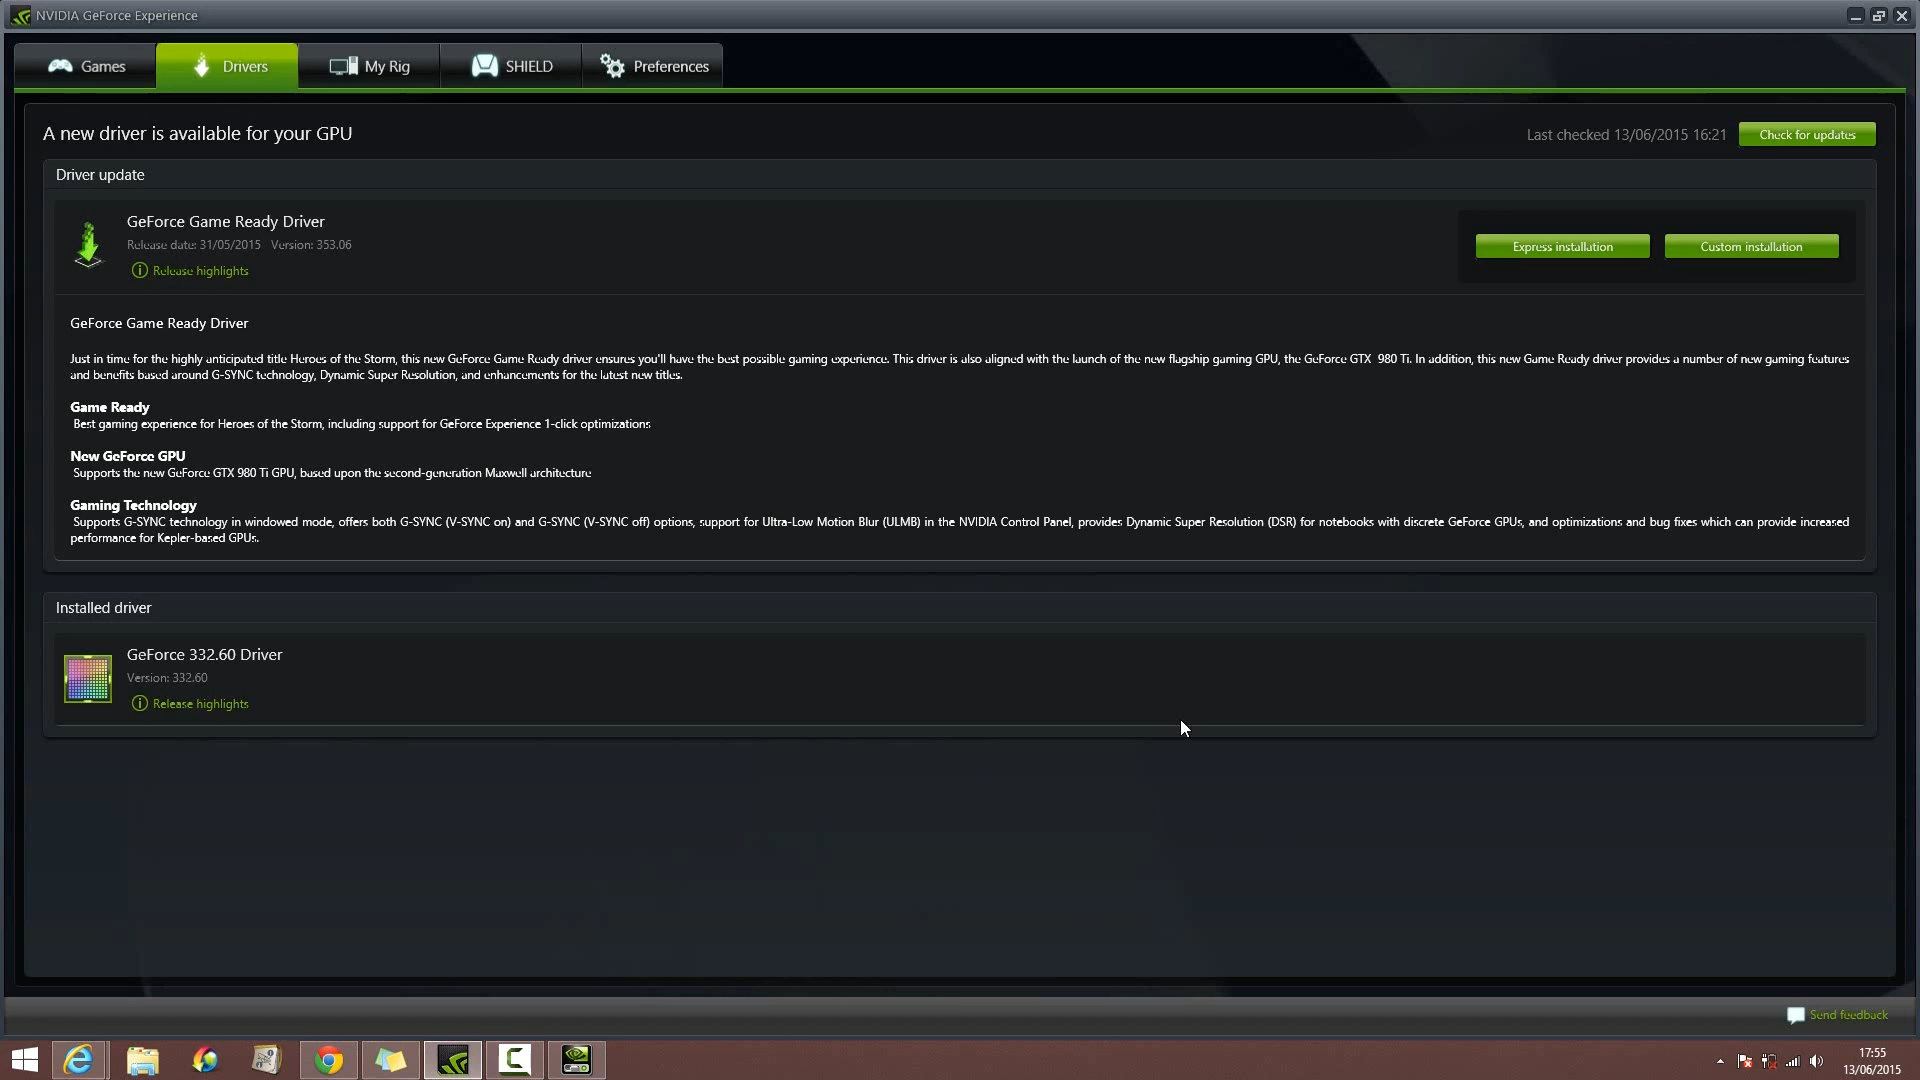 NVIDIA GeForce Experience
Games
Drivers
My Rig
SHIELD
Preferences
A new driver is available for your GPU
Last checked 13/06/2015 16:21
Check for updates
Driver update
GeForce Game Ready Driver
Release date: 31/05/2015 Version: 353.06
Release highlights
Express installation
Custom installation
GeForce Game Ready Driver
Just in time for the highly anticipated title Heroes of the Storm, this new GeForce Game Ready driver ensures you'll have the best possible gaming experience. This driver is also aligned with the launch of the new flagship gaming GPU, the GeForce GTX 980 Ti. In addition, this new Game Ready driver provides a number of new gaming features
and benefits based around G-SYNC technology, Dynamic Super Resolution, and enhancements for the latest new titles.
Game Ready
Best gaming experience for Heroes of the Storm, including support for GeForce Experience 1-click optimizations
New GeForce GPU
Supports the new GeForce GTX 980 Ti GPU, based upon the second-generation Maxwell architecture
Gaming Technology
Supports G-SYNC technology in windowed mode, offers both G-SYNC (V-SYNC on) and G-SYNC (V-SYNC off) options, support for Ultra-Low Motion Blur (ULMB) in the NVIDIA Control Panel, provides Dynamic Super Resolution (DSR) for notebooks with discrete GeForce GPUs, and optimizations and bug fixes which can provide increased
performance for Kepler-based GPUs.
Installed driver
GeForce 332.60 Driver
Version: 332.60
Release highlights
Send feedback
17:55
13/06/2015